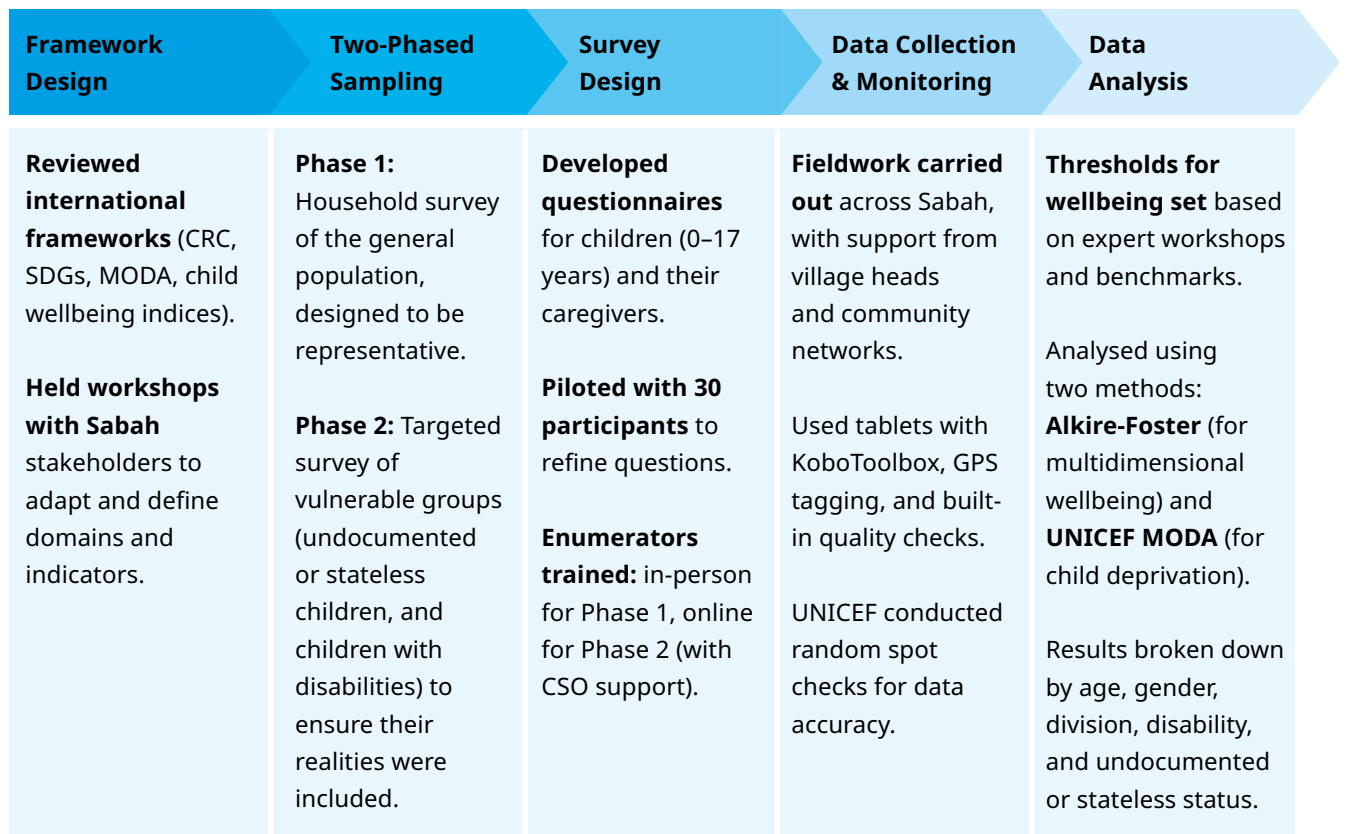 Framework
Design
Two-Phased
Sampling
Survey
Design
Data Collection
& Monitoring
Data
Analysis
Reviewed
international
frameworks (CRC,
SDGs, MODA, child
wellbeing indices).
Held workshops
with Sabah
stakeholders to
adapt and define
domains and
indicators.
Phase 1:
Household survey
of the general
population,
designed to be
representative.
Phase 2: Targeted
survey of
vulnerable groups
(undocumented
or stateless
children, and
children with
disabilities) to
ensure their
realities were
included.
Developed
questionnaires
for children (0–17
years) and their
caregivers.
Piloted with 30
participants to
refine questions.
Enumerators
trained: in-person
for Phase 1, online
for Phase 2 (with
CSO support).
Fieldwork carried
out across Sabah,
with support from
village heads
and community
networks.
Used tablets with
KoboToolbox, GPS
tagging, and built-
in quality checks.
UNICEF conducted
random spot
checks for data
accuracy.
Thresholds for
wellbeing set based
on expert workshops
and benchmarks.
Analysed using
two methods:
Alkire-Foster (for
multidimensional
wellbeing) and
UNICEF MODA (for
child deprivation).
Results broken down
by age, gender,
division, disability,
and undocumented
or stateless status.